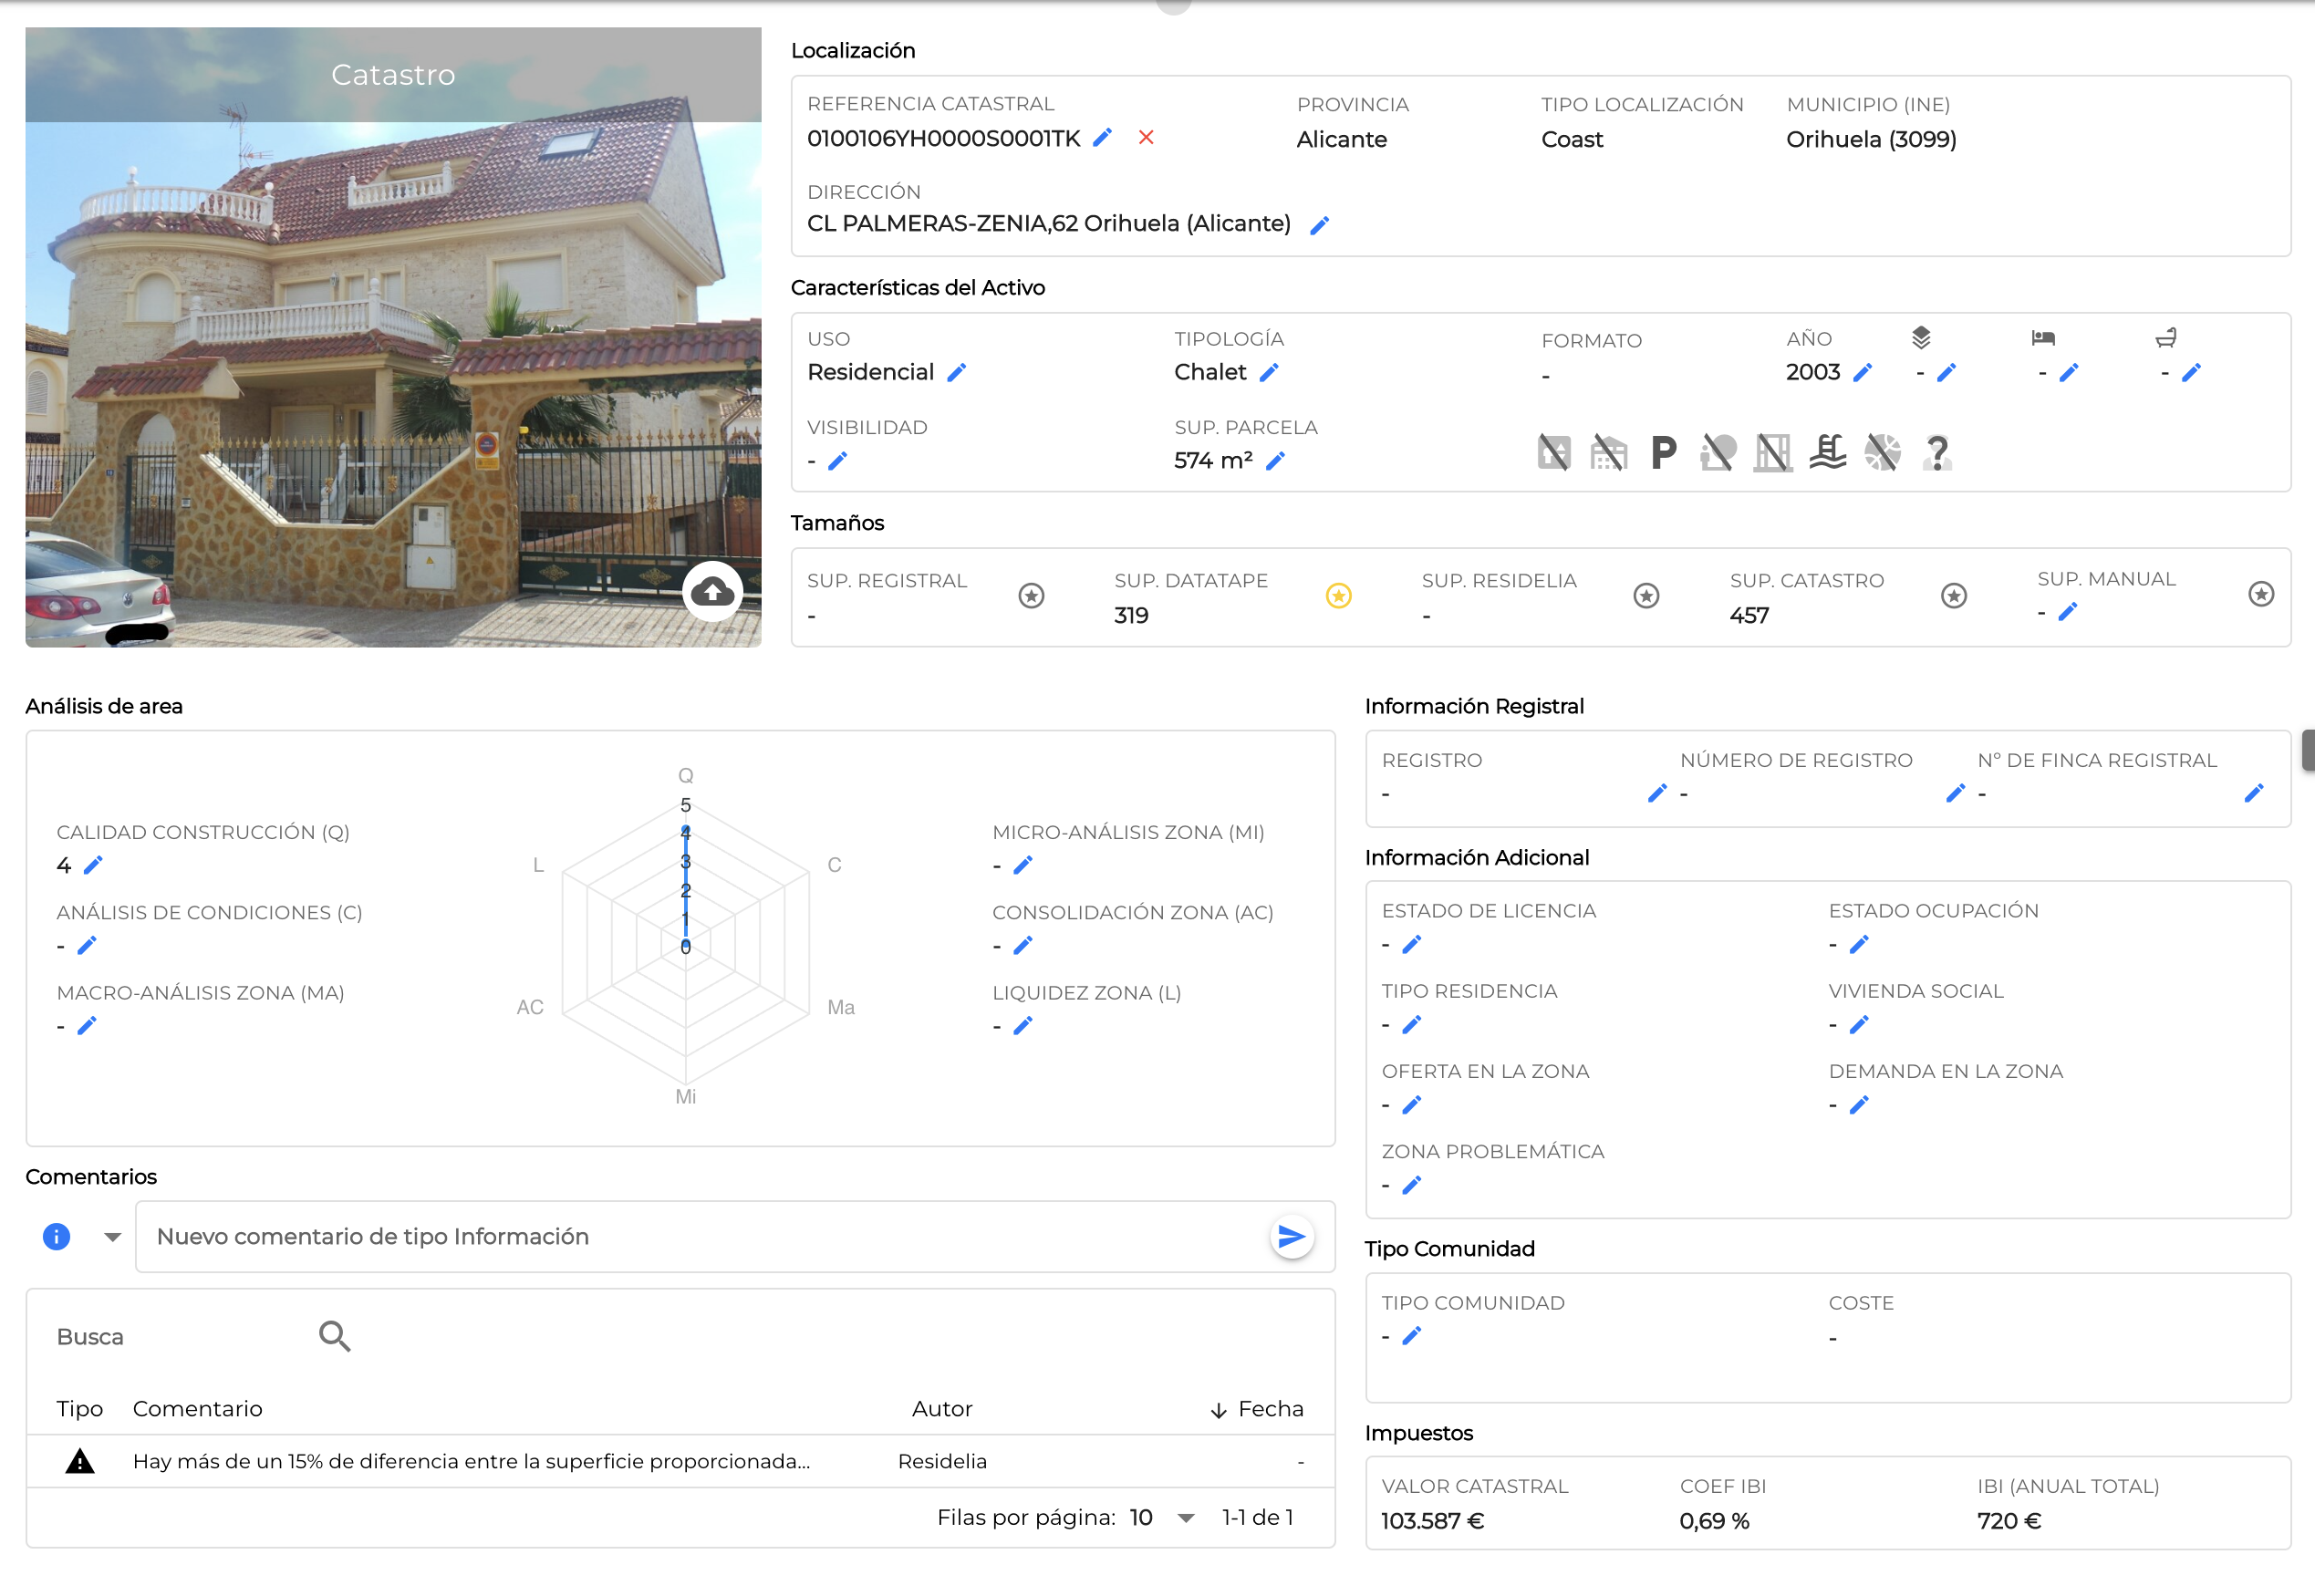 Catastro
Localización
REFERENCIA CATASTRAL PROVINCIA TIPO LOCALIZACIÓN MUNICIPIO (INE)
0100106YH0000S0001TK Alicante Coast Orihuela (3099)
DIRECCIÓN
CL PALMERAS-ZENIA,62 Orihuela (Alicante)
Características del Activo
USO TIPOLOGÍA FORMATO AÑO
Residencial Chalet - 2003 - - -
VISIBILIDAD SUP. PARCELA
- 574 m² P ?
Tamaños
SUP. REGISTRAL SUP. DATATAPE SUP. RESIDELIA SUP. CATASTRO SUP. MANUAL
- 319 - 457 -
Análisis de area
CALIDAD CONSTRUCCIÓN (Q)
4
ANÁLISIS DE CONDICIONES (C)
-
MACRO-ANÁLISIS ZONA (MA)
-
Q
5
4
3
2
1
0
L C
AC Ma
Mi
MICRO-ANÁLISIS ZONA (MI)
-
CONSOLIDACIÓN ZONA (AC)
-
LIQUIDEZ ZONA (L)
-
Comentarios
Nuevo comentario de tipo Información
Busca
Tipo Comentario Autor Fecha
Hay más de un 15% de diferencia entre la superficie proporcionada... Residelia -
Filas por página: 10 1-1 de 1
Información Registral
REGISTRO NÚMERO DE REGISTRO Nº DE FINCA REGISTRAL
- - -
Información Adicional
ESTADO DE LICENCIA ESTADO OCUPACIÓN
- -
TIPO RESIDENCIA VIVIENDA SOCIAL
- -
OFERTA EN LA ZONA DEMANDA EN LA ZONA
- -
ZONA PROBLEMÁTICA
-
Tipo Comunidad
TIPO COMUNIDAD COSTE
- -
Impuestos
VALOR CATASTRAL COEF IBI IBI (ANUAL TOTAL)
103.587 € 0,69 % 720 €